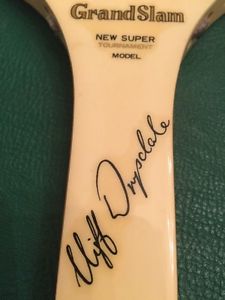 Grand Slam
NEW SUPER
TOURNAMENT
MODEL
Cliff Drysdale